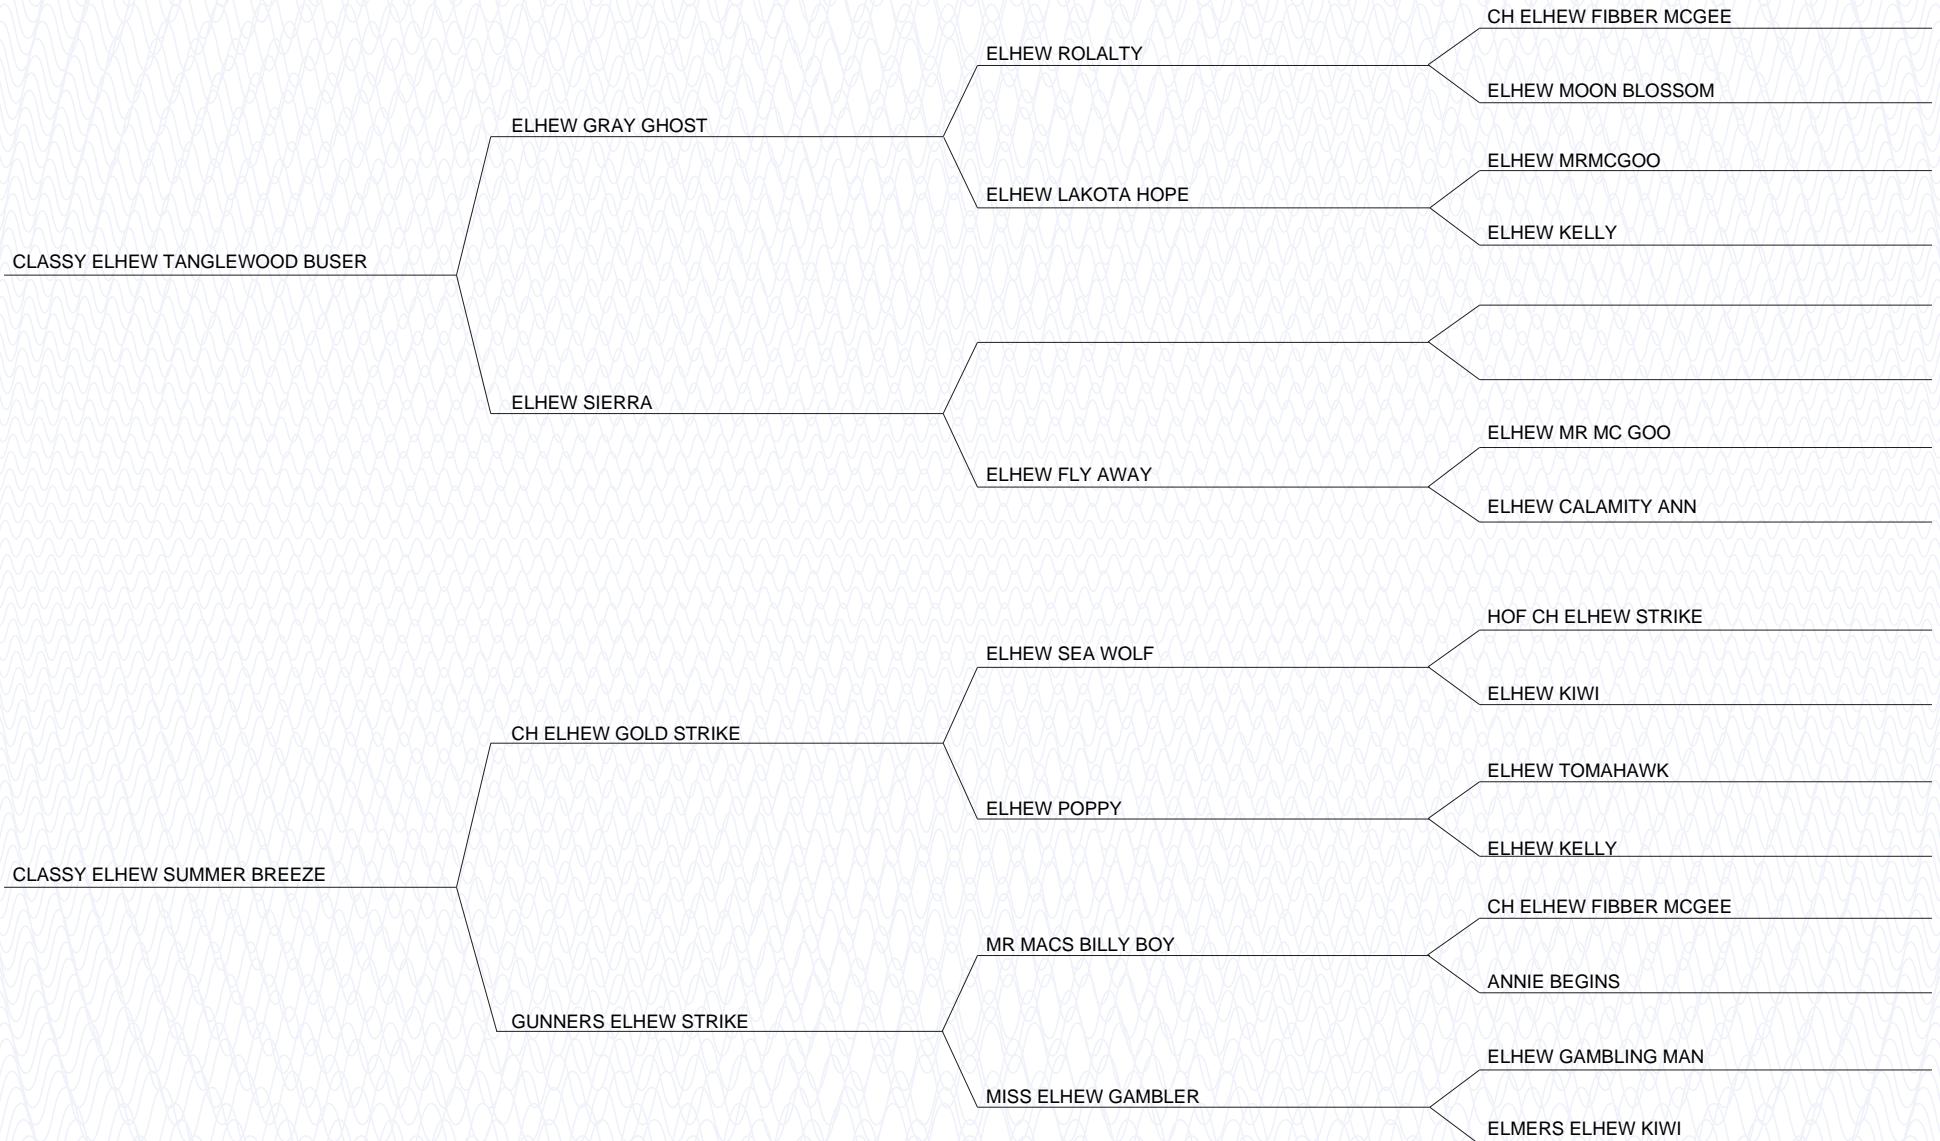 CH ELHEW FIBBER MCGEE
ELHEW ROLALTY
ELHEW MOON BLOSSOM
ELHEW GRAY GHOST
ELHEW MRMCGOO
ELHEW LAKOTA HOPE
ELHEW KELLY
CLASSY ELHEW TANGLEWOOD BUSER
ELHEW SIERRA
ELHEW MR MC GOO
ELHEW FLY AWAY
ELHEW CALAMITY ANN
HOF CH ELHEW STRIKE
ELHEW SEA WOLF
ELHEW KIWI
CH ELHEW GOLD STRIKE
ELHEW TOMAHAWK
ELHEW POPPY
ELHEW KELLY
CLASSY ELHEW SUMMER BREEZE
CH ELHEW FIBBER MCGEE
MR MACS BILLY BOY
ANNIE BEGINS
GUNNERS ELHEW STRIKE
ELHEW GAMBLING MAN
MISS ELHEW GAMBLER
ELMERS ELHEW KIWI